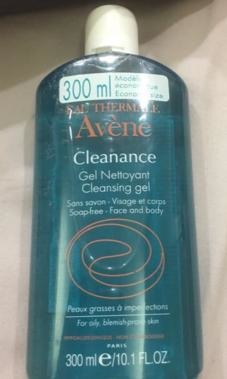 300 ml
Modèle
économique
Economy size
EAU THERMALE
Avène
Cleanance
Gel Nettoyant
Cleansing gel
Sans savon - Visage et corps
Soap-free - Face and body
Peaux grasses à imperfections
For oily, blemish-prone skin
PARIS
300 ml e/10.1 FL.OZ.